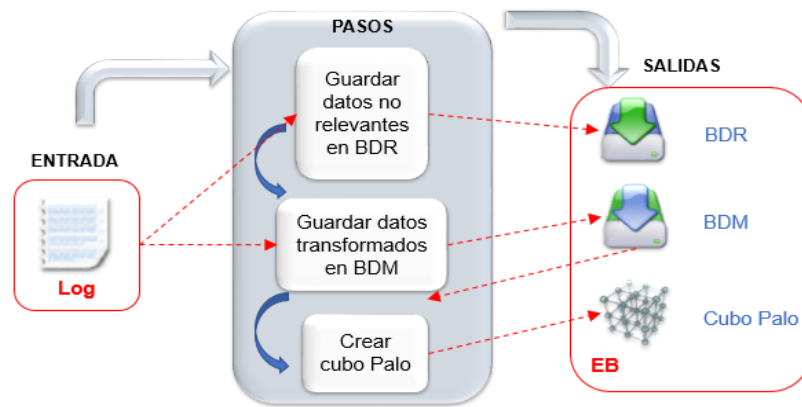 PASOS
SALIDAS
ENTRADA
Log
Guardar
datos no
relevantes
en BDR
Guardar datos
transformados
en BDM
Crear
cubo Palo
BDR
BDM
Cubo Palo
EB